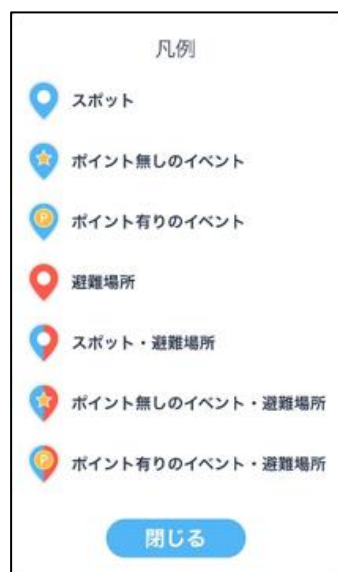 凡例
スポット
ポイント無しのイベント
P ポイント有りのイベント
避難場所
スポット・避難場所
ポイント無しのイベント・避難場所
P ポイント有りのイベント・避難場所
閉じる